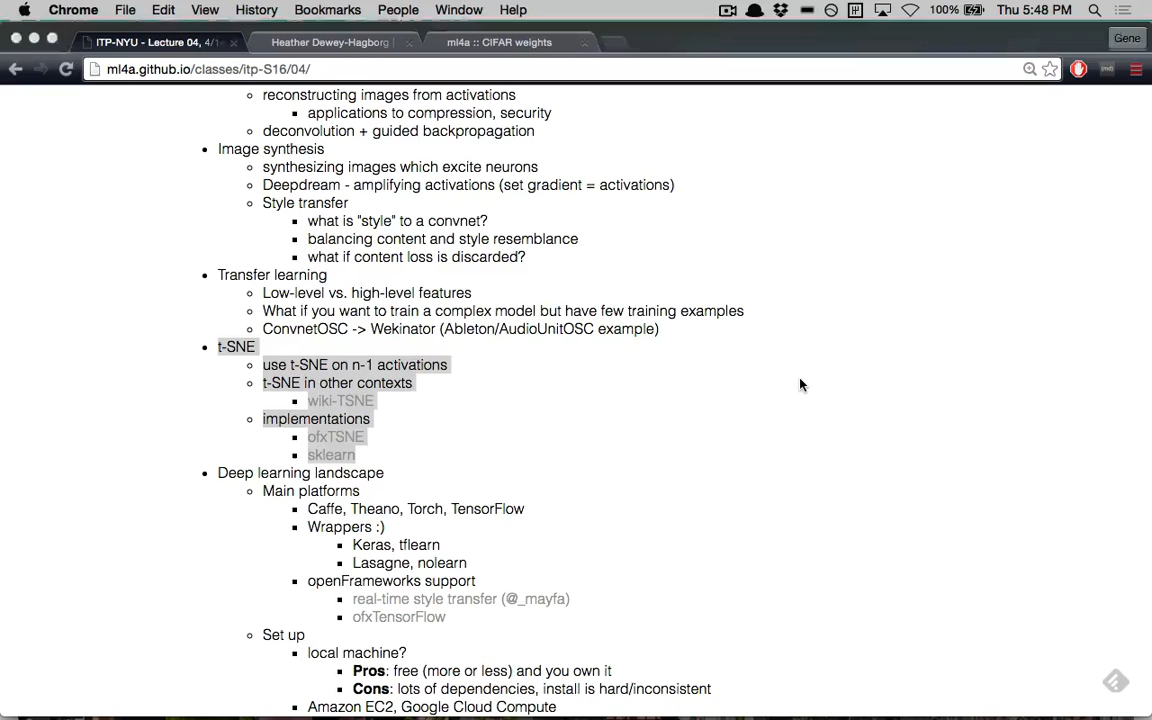 Chrome File Edit View History Bookmarks People Window Help 100% Thu 5:48 PM
ITP-NYU - Lecture 04, 4/1 Heather Dewey-Hagborg ml4a :: CIFAR weights Gene
ml4a.github.io/classes/itp-S16/04/
reconstructing images from activations
applications to compression, security
deconvolution + guided backpropagation
Image synthesis
synthesizing images which excite neurons
Deepdream - amplifying activations (set gradient = activations)
Style transfer
what is "style" to a convnet?
balancing content and style resemblance
what if content loss is discarded?
Transfer learning
Low-level vs. high-level features
What if you want to train a complex model but have few training examples
ConvnetOSC -> Wekinator (Ableton/AudioUnitOSC example)
t-SNE
use t-SNE on n-1 activations
t-SNE in other contexts
wiki-TSNE
implementations
ofxTSNE
sklearn
Deep learning landscape
Main platforms
Caffe, Theano, Torch, TensorFlow
Wrappers :)
Keras, tflearn
Lasagne, nolearn
openFrameworks support
real-time style transfer (@_mayfa)
ofxTensorFlow
Set up
local machine?
Pros: free (more or less) and you own it
Cons: lots of dependencies, install is hard/inconsistent
Amazon EC2, Google Cloud Compute